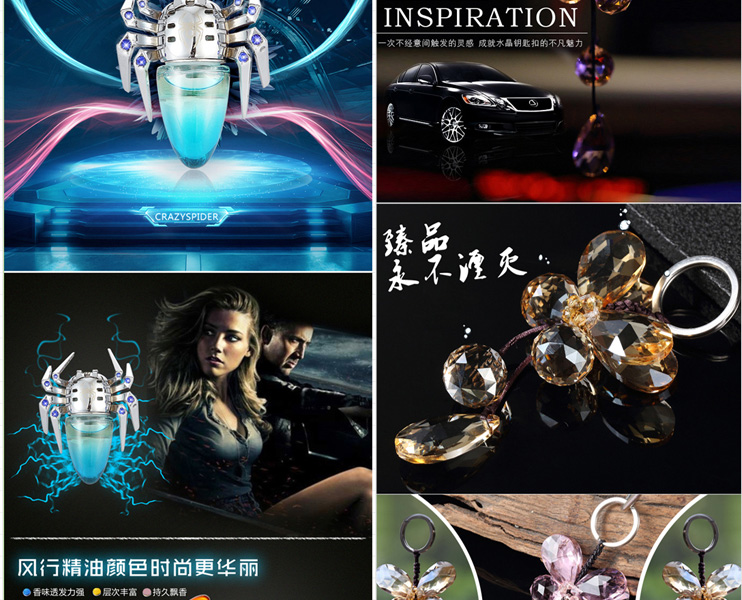 CRAZYSPIDER
风行精油颜色时尚更华丽
香味透发力强 层次丰富 持久飘香
INSPIRATION
一次不经意间触发的灵感 成就水晶钥匙扣的不凡魅力
臻品
永不湮灭